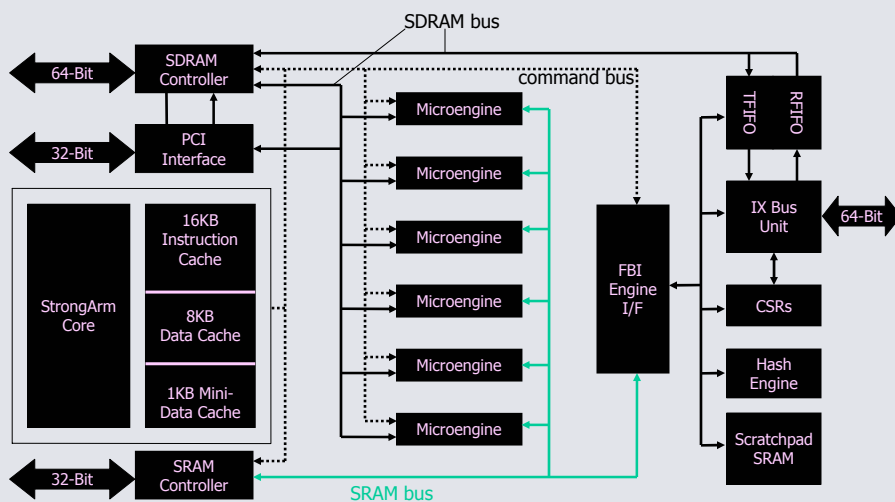 SDRAM bus
64-Bit
SDRAM
Controller
command bus
32-Bit
PCI
Interface
StrongArm
Core
16KB
Instruction
Cache
8KB
Data Cache
1KB Mini-
Data Cache
32-Bit
SRAM
Controller
Microengine
Microengine
Microengine
Microengine
Microengine
Microengine
SRAM bus
FBI
Engine
I/F
TFIFO
RFIFO
IX Bus
Unit
64-Bit
CSRs
Hash
Engine
Scratchpad
SRAM